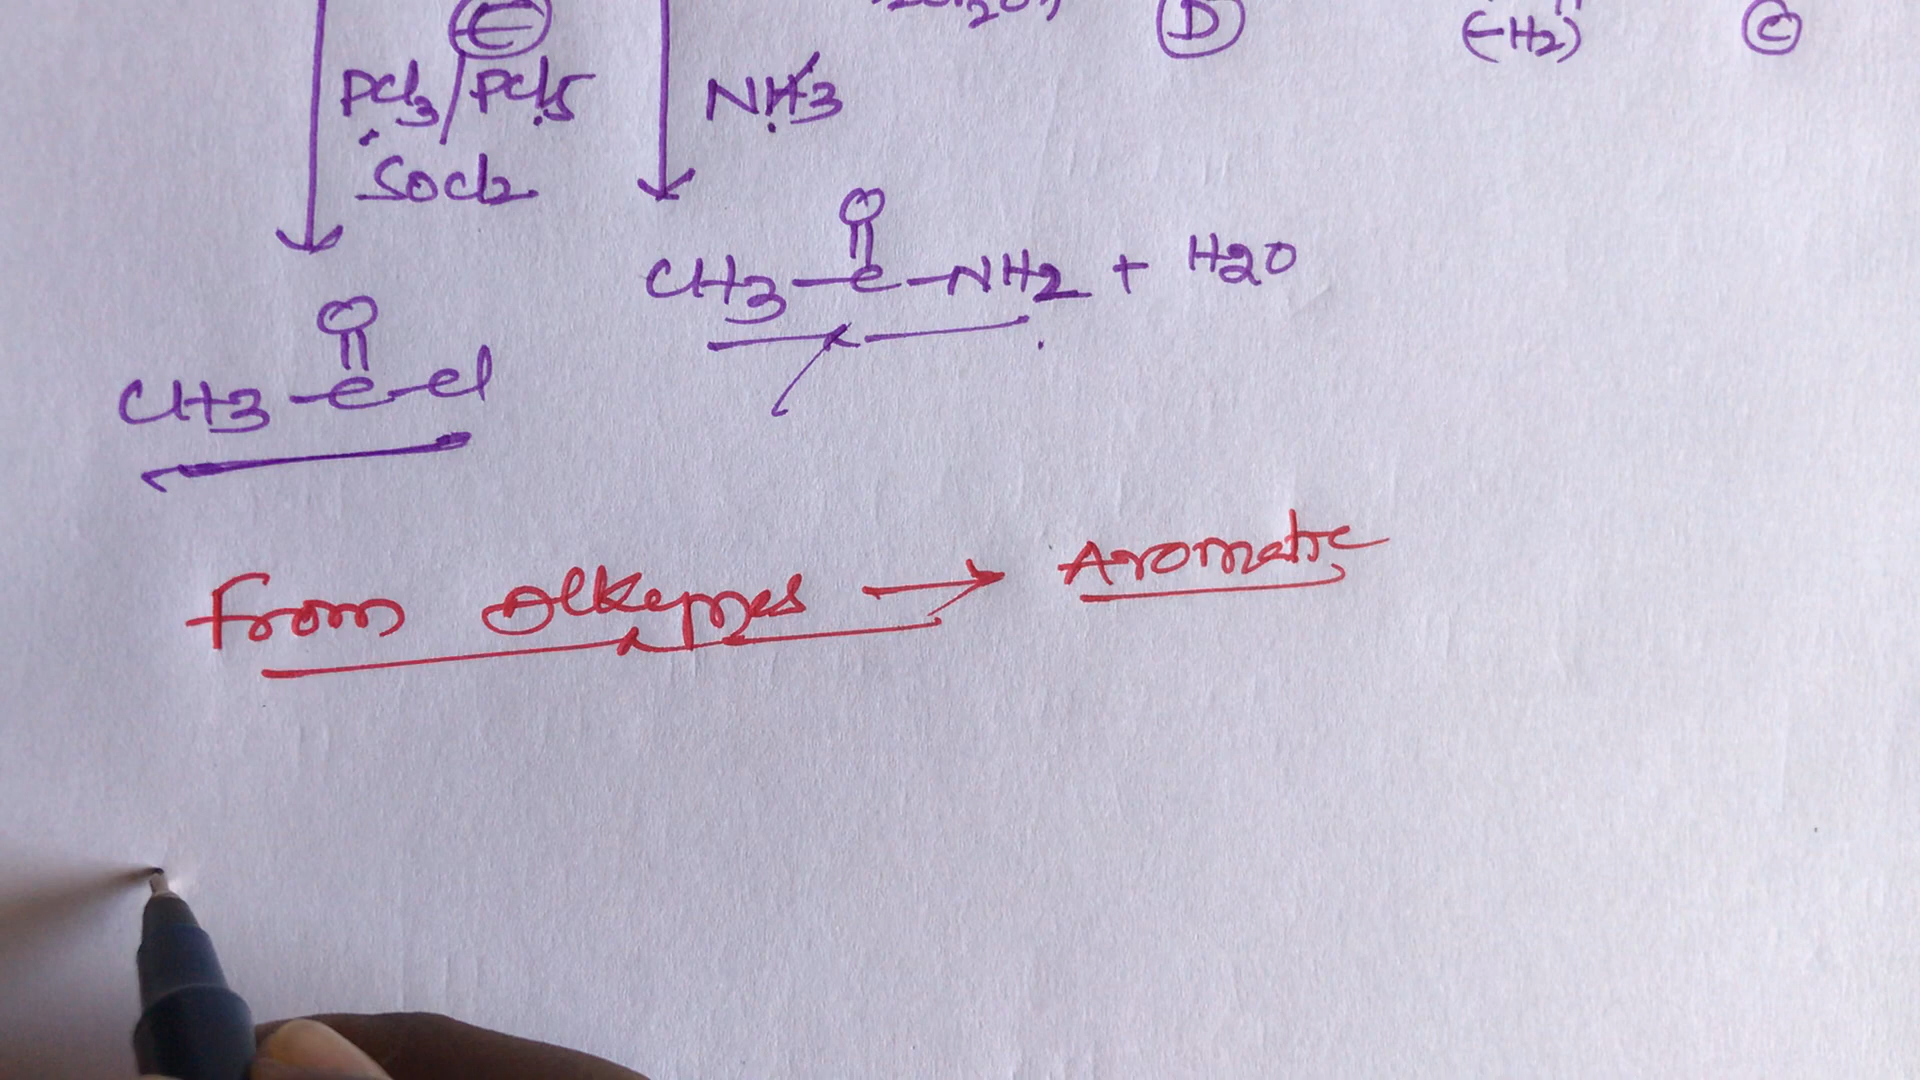 D (-H2) C
PCl3/PCl5 NH3
SOCl2
O
CH3-C-NH2 + H2O
O
CH3-C-Cl
From Alkenes → Aromatic